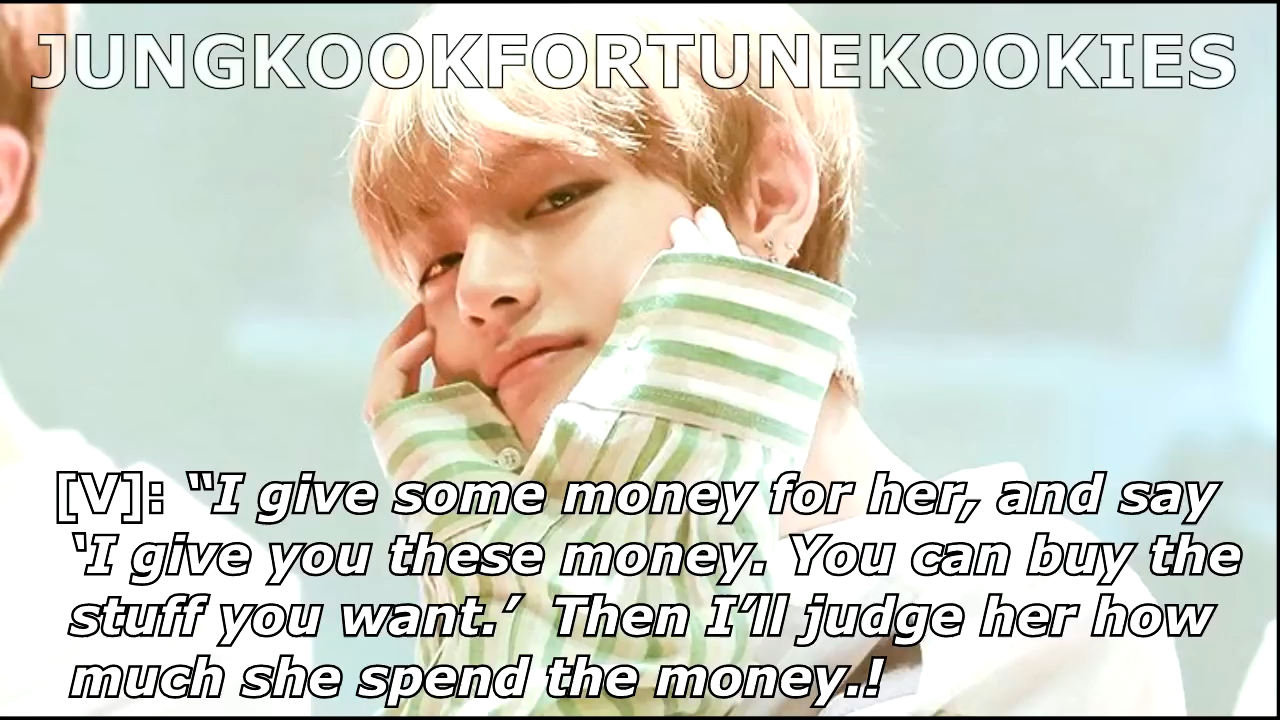 JUNGKOOKFORTUNEKOOKIES
[V]: “I give some money for her, and say
‘I give you these money. You can buy the
stuff you want.’ Then I’ll judge her how
much she spend the money.!